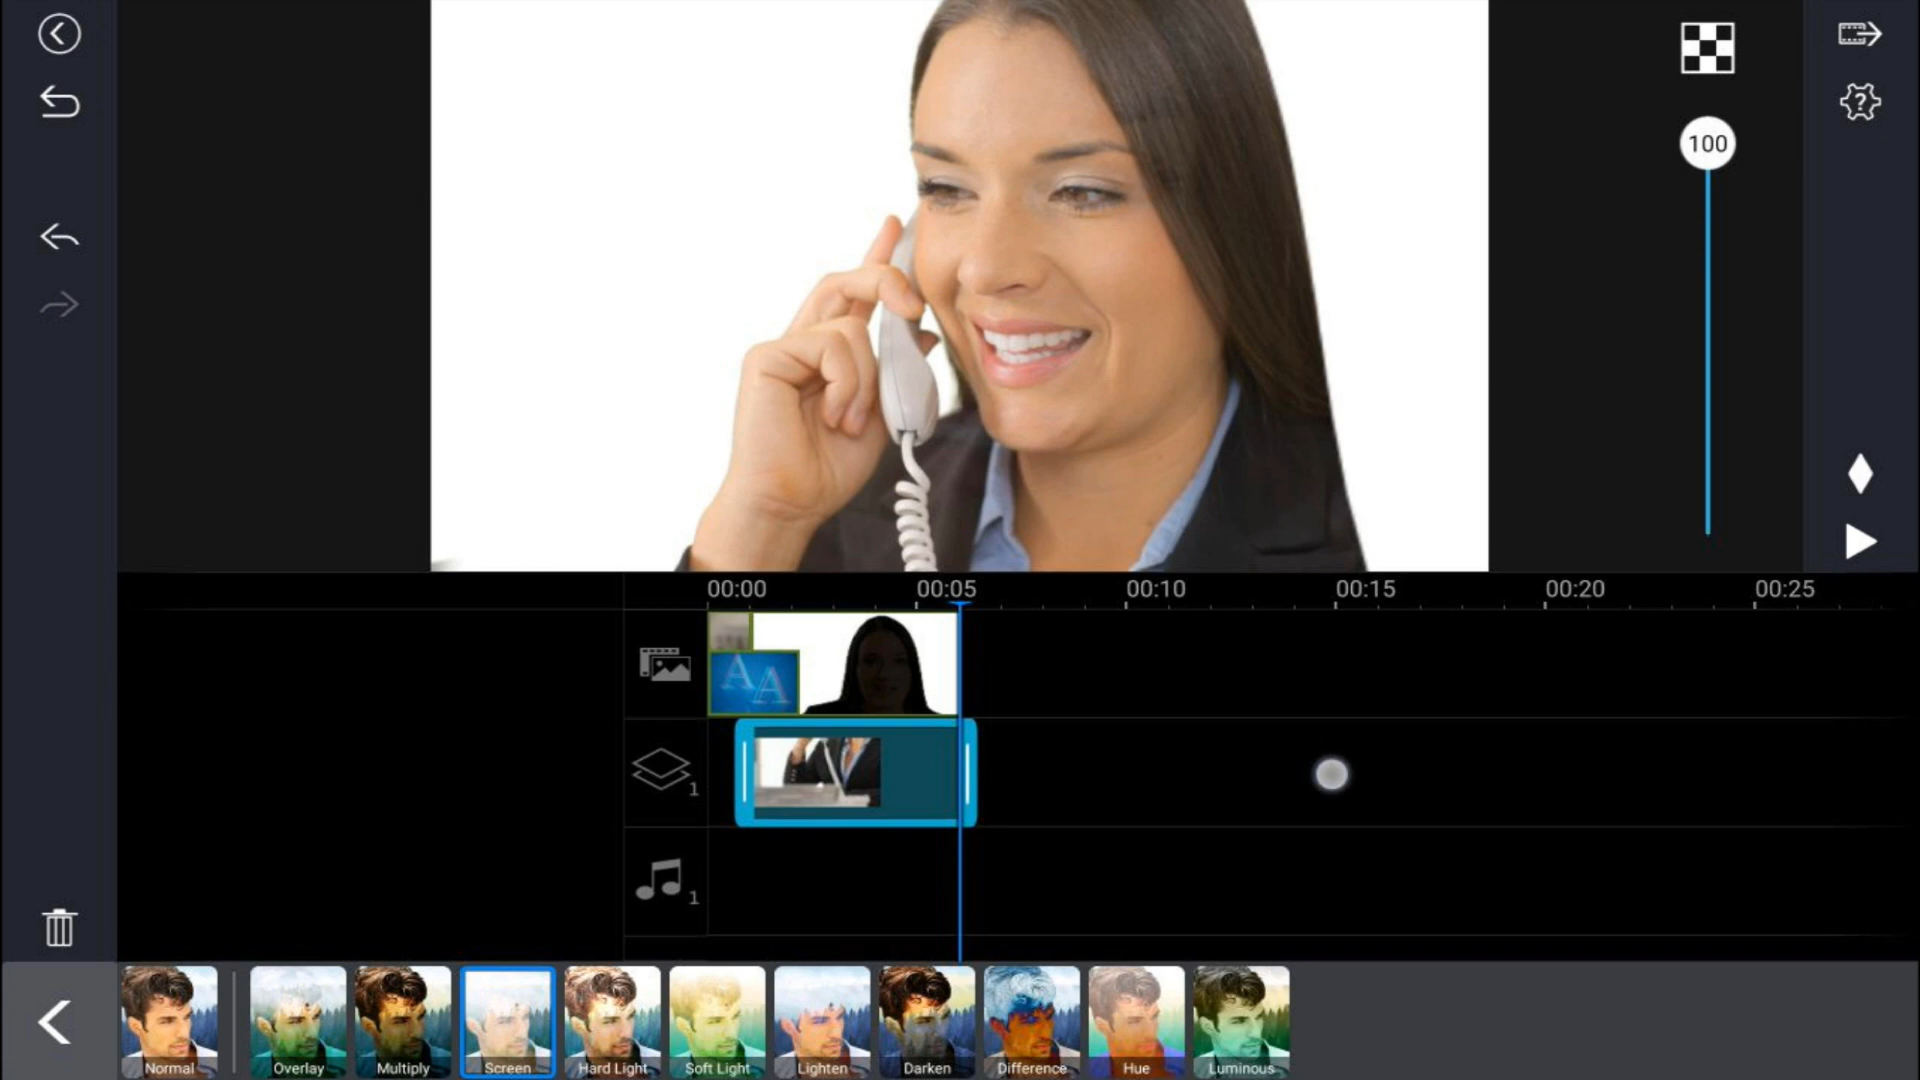 100
?
00:00 00:05 00:10 00:15 00:20 00:25
A A
1
1
Normal Overlay Multiply Screen Hard Light Soft Light Lighten Darken Difference Hue Luminous